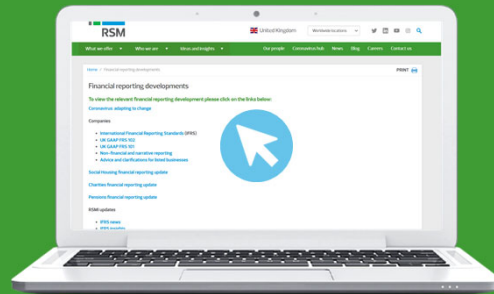 RSM
United Kingdom
Worldwide locations
What we offer Who we are Ideas and insights Our people Coronavirus hub News Blog Careers Contact us
Home / Financial reporting developments
PRINT
Financial reporting developments
To view the relevant financial reporting development please click on the links below:
Coronavirus: adapting to change
Companies
International Financial Reporting Standards (IFRS)
UK GAAP FRS 102
UK GAAP FRS 101
Non-financial and narrative reporting
Advice and clarifications for listed businesses
Social Housing financial reporting update
Charities financial reporting update
Pensions financial reporting update
RSM updates
IFRS news